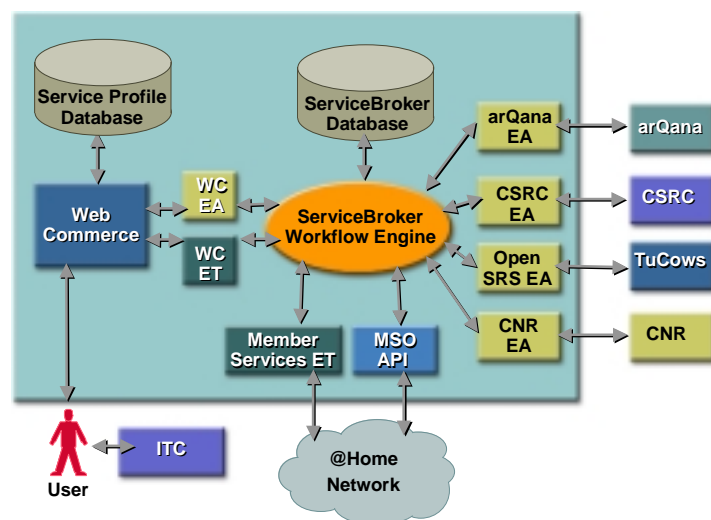 Service Profile
Database
ServiceBroker
Database
arQana
EA
arQana
WC
EA
CSRC
EA
CSRC
Web
Commerce
ServiceBroker
Workflow Engine
WC
ET
Open
SRS EA
TuCows
Member
Services ET
MSO
API
CNR
EA
CNR
User
ITC
@Home
Network